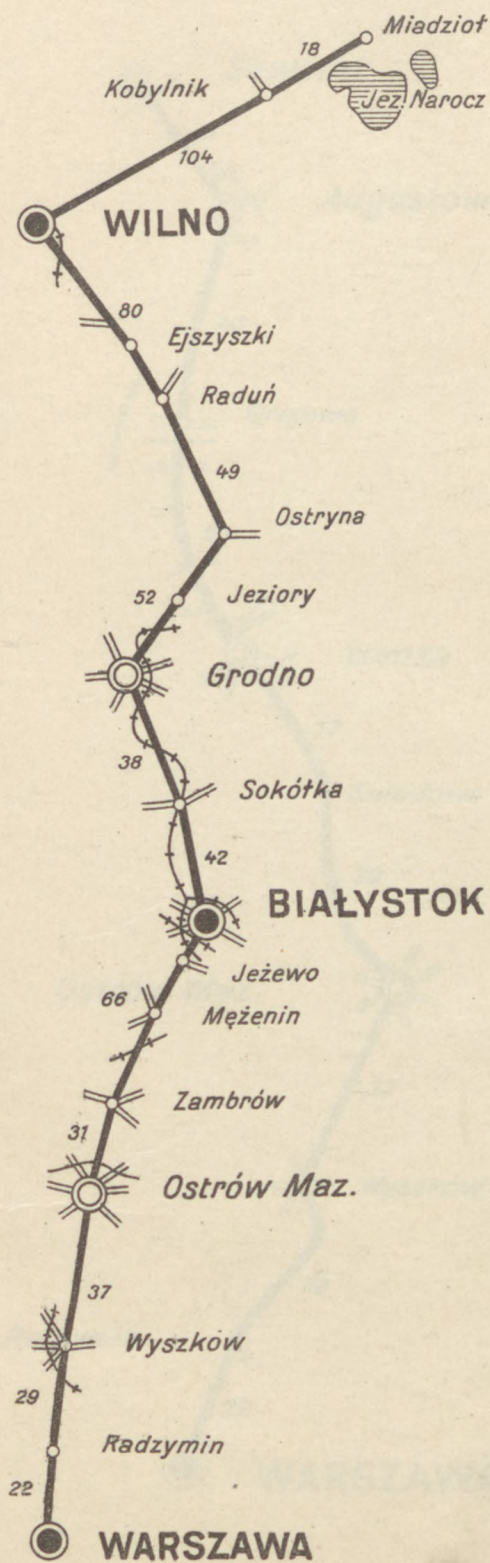 Miadzioł
18
Kobylnik
Jez. Narocz
104
WILNO
80
Ejszyszki
Raduń
49
Ostryna
52
Jeziory
Grodno
38
Sokółka
42
BIAŁYSTOK
Jeżewo
66
Mężenin
Zambrów
31
Ostrów Maz.
37
Wyszków
29
Radzymin
22
WARSZAWA